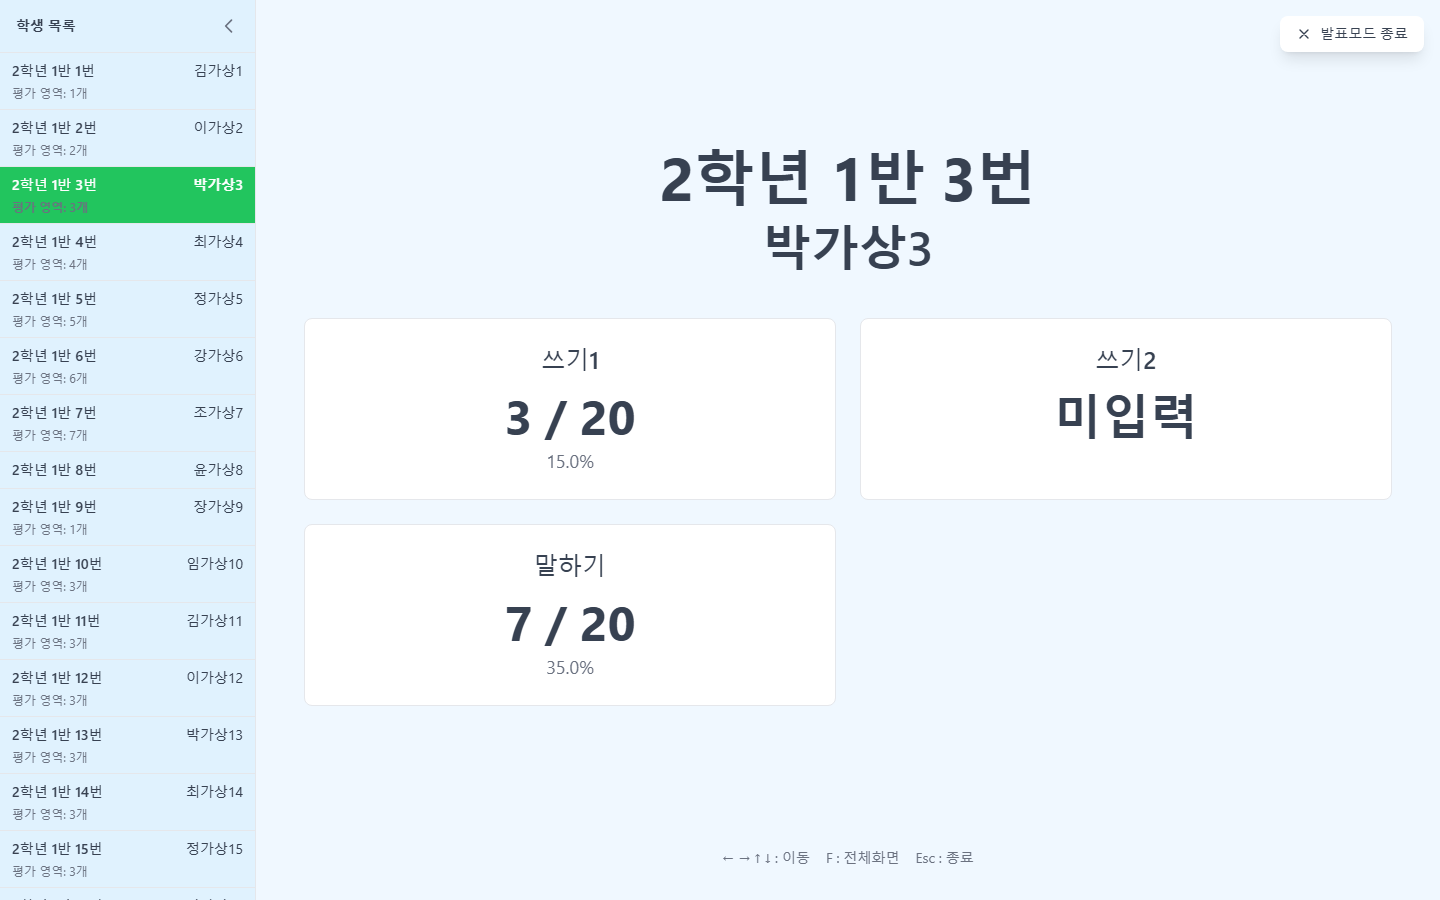 학생 목록
2학년 1반 1번 김가상1
평가 영역: 1개
2학년 1반 2번 이가상2
평가 영역: 2개
2학년 1반 3번 박가상3
평가 영역: 3개
2학년 1반 4번 최가상4
평가 영역: 4개
2학년 1반 5번 정가상5
평가 영역: 5개
2학년 1반 6번 강가상6
평가 영역: 6개
2학년 1반 7번 조가상7
평가 영역: 7개
2학년 1반 8번 윤가상8
2학년 1반 9번 장가상9
평가 영역: 1개
2학년 1반 10번 임가상10
평가 영역: 3개
2학년 1반 11번 김가상11
평가 영역: 3개
2학년 1반 12번 이가상12
평가 영역: 3개
2학년 1반 13번 박가상13
평가 영역: 3개
2학년 1반 14번 최가상14
평가 영역: 3개
2학년 1반 15번 정가상15
평가 영역: 3개
× 발표모드 종료
2학년 1반 3번
박가상3
쓰기1
3 / 20
15.0%
쓰기2
미입력
말하기
7 / 20
35.0%
← → ↑ ↓ : 이동 F : 전체화면 Esc : 종료